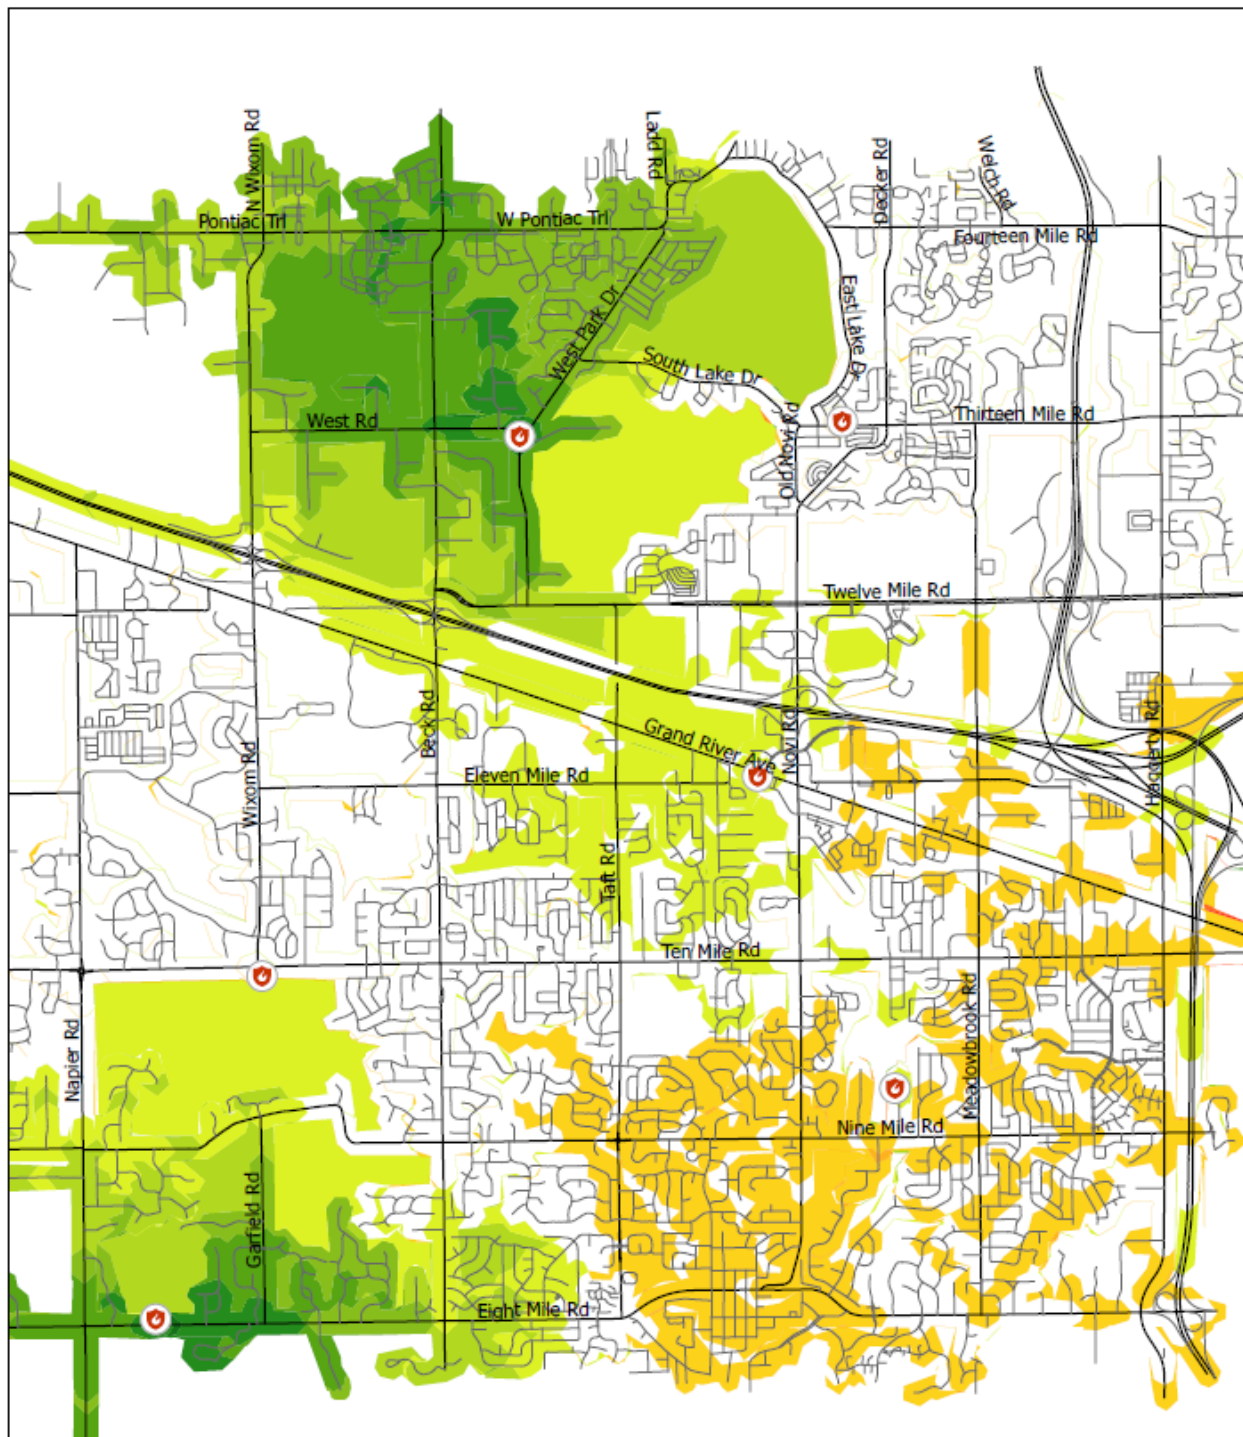 N Wixom Rd
Ladd Rd
Decker Rd
Welch Rd
Pontiac Trl
W Pontiac Trl
Fourteen Mile Rd
West Park Dr
East Lake Dr
South Lake Dr
West Rd
Old Novi Rd
Thirteen Mile Rd
Twelve Mile Rd
Beck Rd
Grand River Ave
Novi Rd
Haggerty Rd
Wixom Rd
Eleven Mile Rd
Taft Rd
Ten Mile Rd
Napier Rd
Meadowbrook Rd
Nine Mile Rd
Garfield Rd
Eight Mile Rd